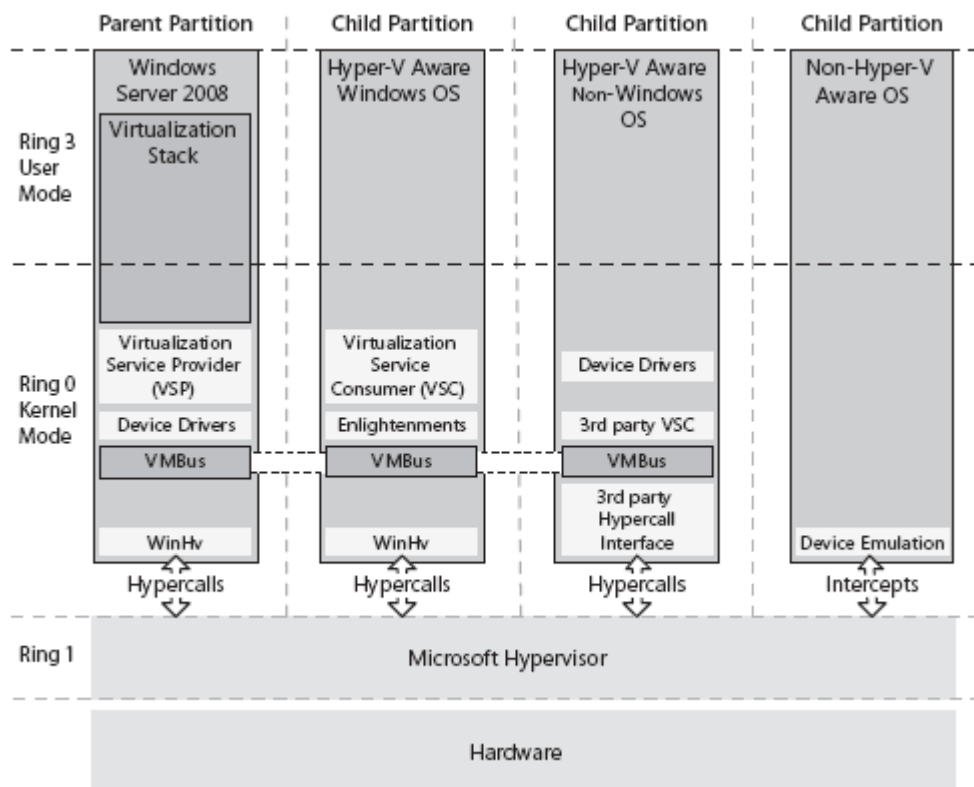 Parent Partition
Child Partition
Child Partition
Child Partition
Ring 3
User
Mode
Windows
Server 2008
Virtualization
Stack
Hyper-V Aware
Windows OS
Hyper-V Aware
Non-Windows
OS
Non-Hyper-V
Aware OS
Ring 0
Kernel
Mode
Virtualization
Service Provider
(VSP)
Device Drivers
VMBus
WinHv
Virtualization
Service
Consumer (VSC)
Enlightenments
VMBus
WinHv
Device Drivers
3rd party VSC
VMBus
3rd party
Hypercall
Interface
Device Emulation
Hypercalls
Hypercalls
Hypercalls
Intercepts
Ring 1
Microsoft Hypervisor
Hardware